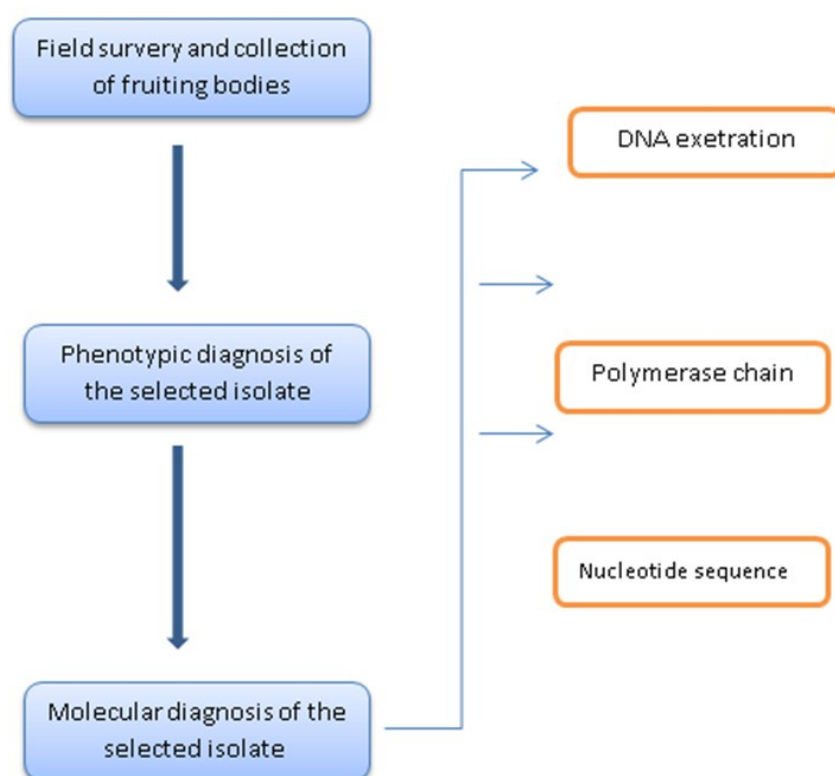 Field survery and collection
of fruiting bodies
Phenotypic diagnosis of
the selected isolate
Molecular diagnosis of the
selected isolate
DNA exetration
Polymerase chain
Nucleotide sequence